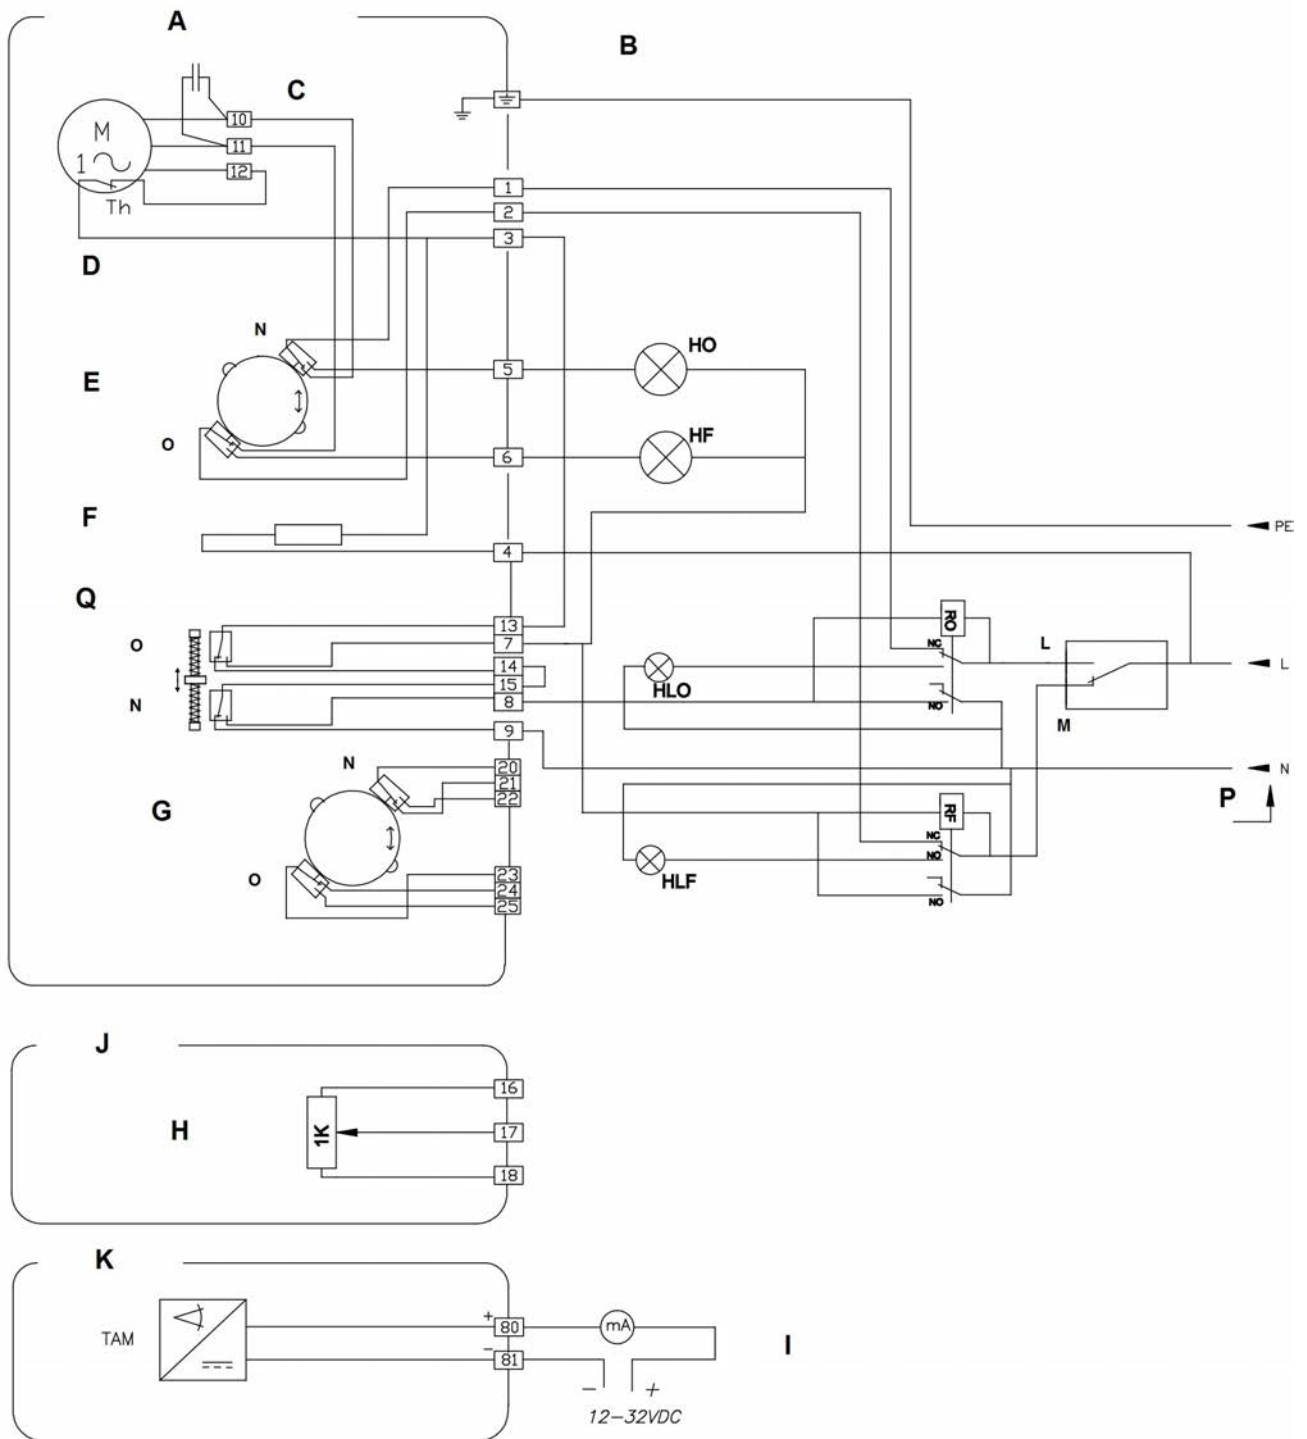 A
B
C
M
1
Th
10
11
12
1
2
3
D
N
HO
E
5
HF
O
6
F
4
PE
Q
O
13
7
14
15
8
N
9
RO
NC
NO
L
M
L
HLO
N
20
21
22
N
P
G
RF
NC
NO
NO
O
23
24
25
HLF
J
16
H
1K
17
18
K
TAM
+
80
mA
−
81
I
−
+
12−32VDC